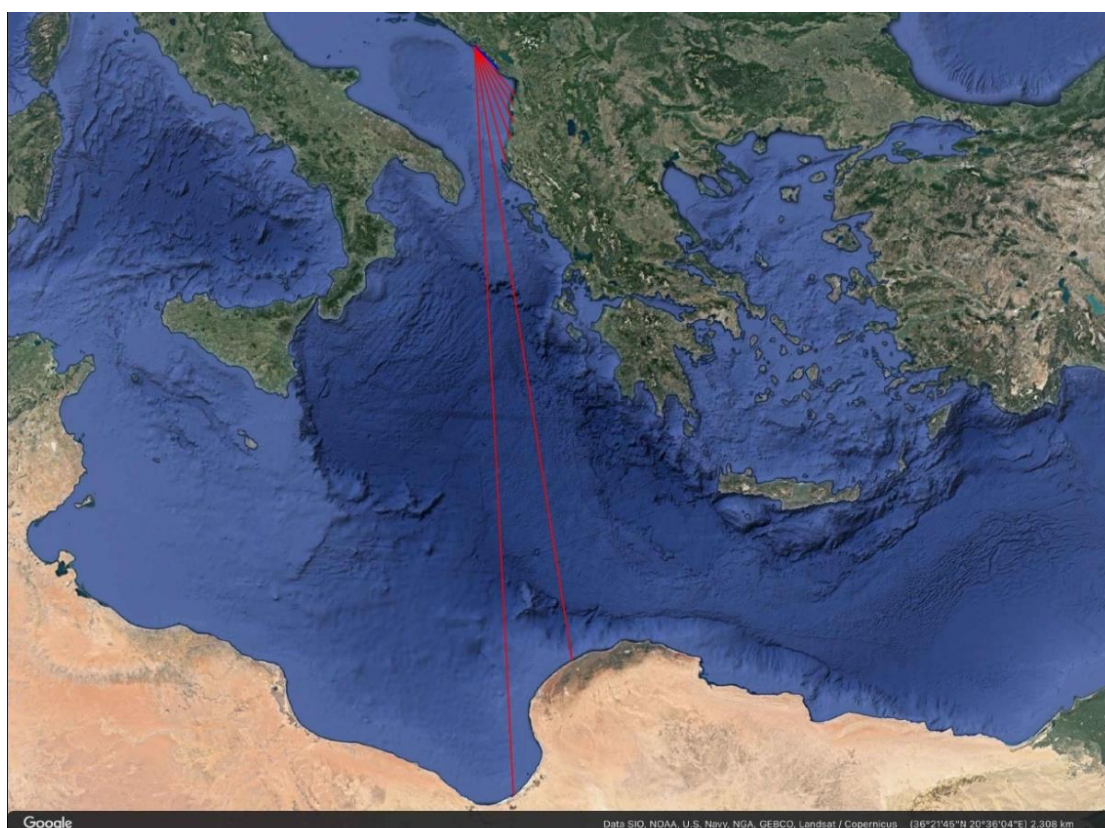 Google
Data SIO, NOAA, U.S. Navy, NGA, GEBCO, Landsat / Copernicus (36°21'45"N 20°36'04"E) 2,308 km